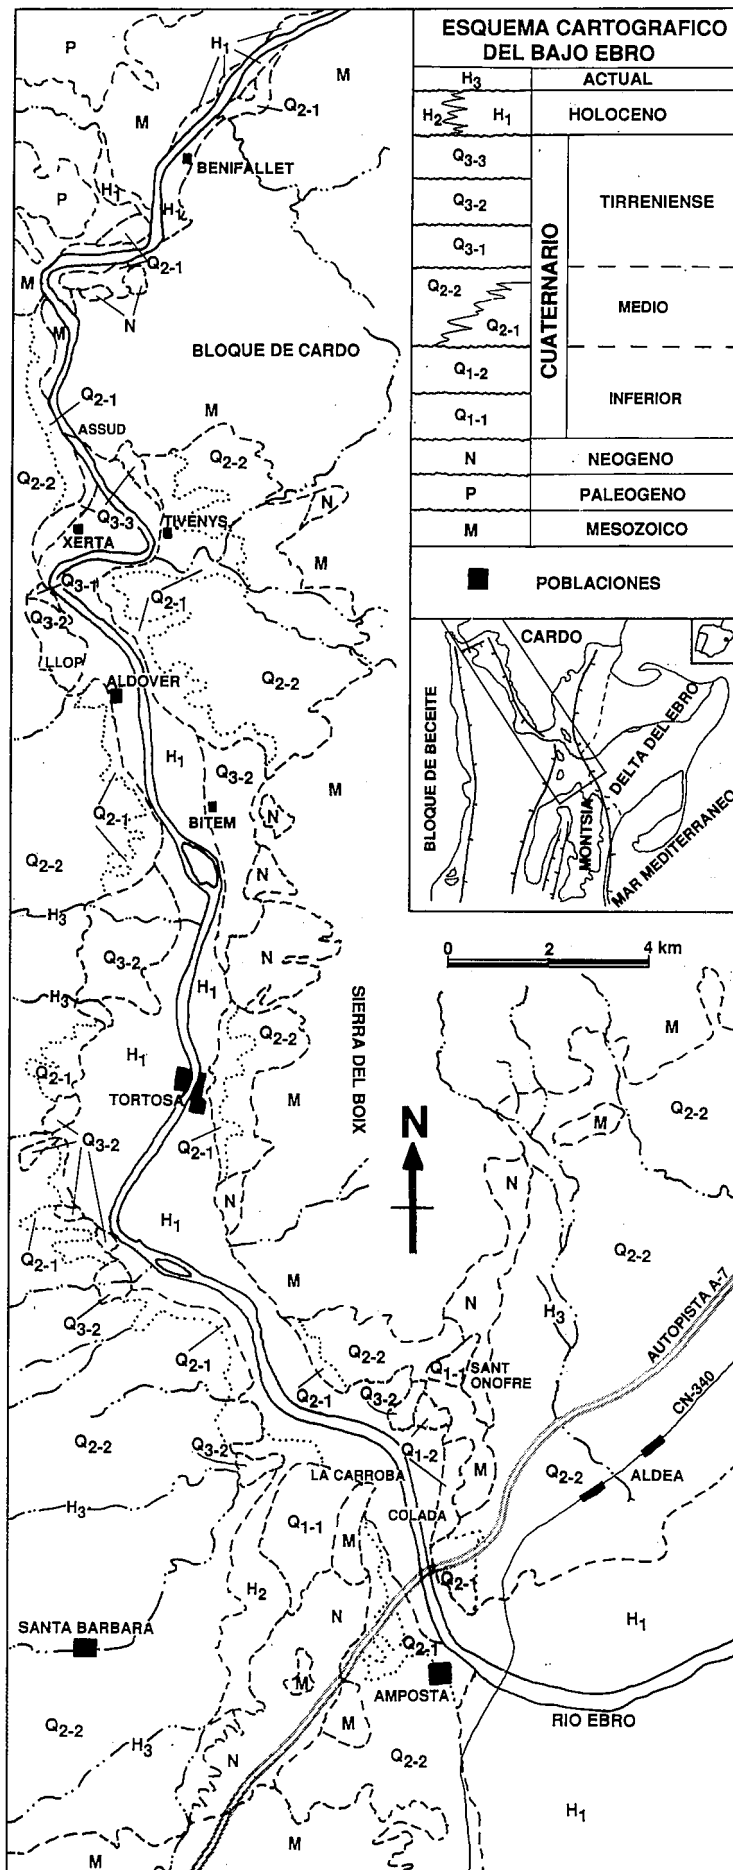 ESQUEMA CARTOGRAFICO
DEL BAJO EBRO
H3 ACTUAL
H2 H1 HOLOCENO
Q3-3
Q3-2 TIRRENIENSE
Q3-1
Q2-2
MEDIO
Q2-1
Q1-2
INFERIOR
Q1-1
CUATERNARIO
N NEOGENO
P PALEOGENO
M MESOZOICO
POBLACIONES
CARDO
BLOQUE DE BECEITE
DELTA DEL EBRO
MONTSIA
MAR MEDITERRANEO
0 2 4 km
N
H1
P
M
M
Q2-1
BENIFALLET
P
H1
H1
Q2-1
M
N
M
BLOQUE DE CARDO
Q2-1
M
ASSUD
Q2-2
Q2-2
N
Q3-3
TIVENYS
XERTA
M
Q3-1
Q2-1
Q3-2
LLOP
Q2-2
ALDOVER
H1
Q3-2
M
Q2-1
BITEM
N
Q2-2
N
H3
Q3-2
N
H1
H3
SIERRA DEL BOIX
Q2-2
M
H1
Q2-1
TORTOSA
M
Q2-2
M
Q3-2
Q2-1
N
N
H1
Q2-1
Q2-2
M
N
H3
AUTOPISTA A-7
Q3-2
Q2-2
Q1-1
SANT
ONOFRE
Q2-1
Q2-1
Q3-2
CN-340
Q2-2
Q3-2
Q1-2
LA CARROBA
M
Q2-2
ALDEA
H3
COLADA
Q1-1
M
Q2-1
H2
N
H1
SANTA BARBARA
Q2-1
M
AMPOSTA
RIO EBRO
Q2-2
M
H3
N
Q2-2
H1
M
M